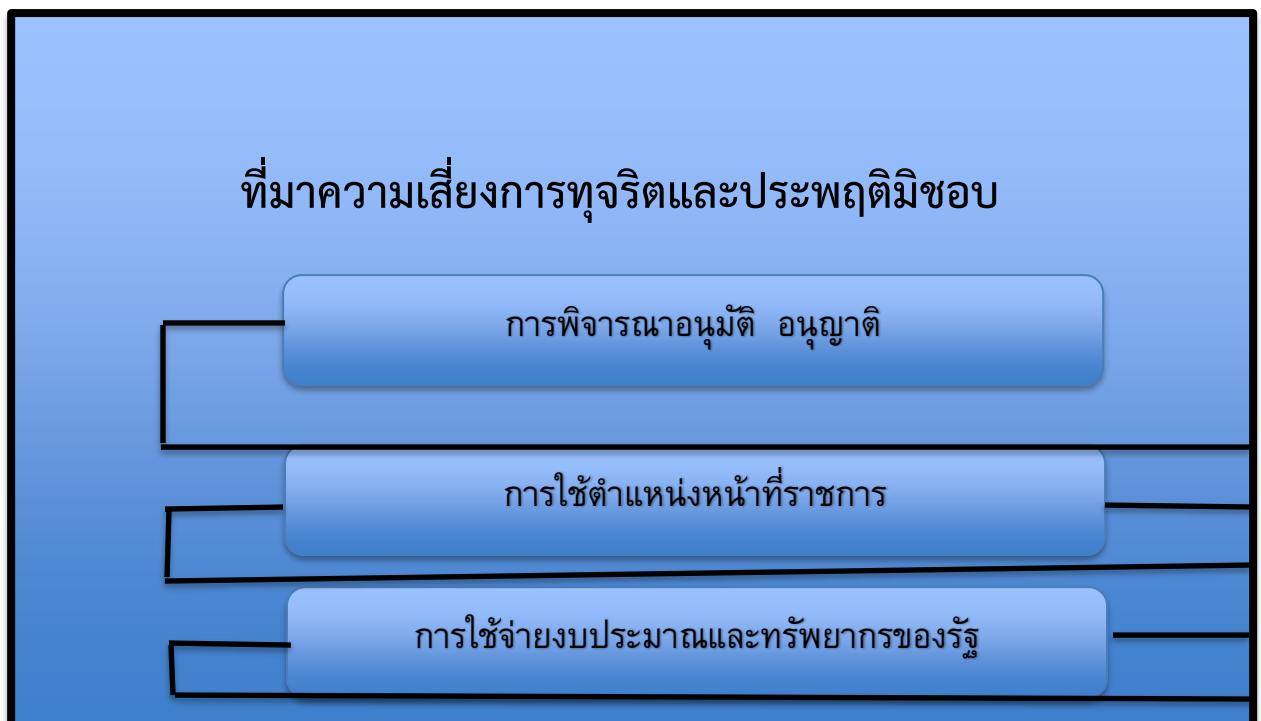 ที่มาความเสี่ยงการทุจริตและประพฤติมิชอบ
การพิจารณาอนุมัติ อนุญาติ
การใช้ตำแหน่งหน้าที่ราชการ
การใช้จ่ายงบประมาณและทรัพยากรของรัฐ